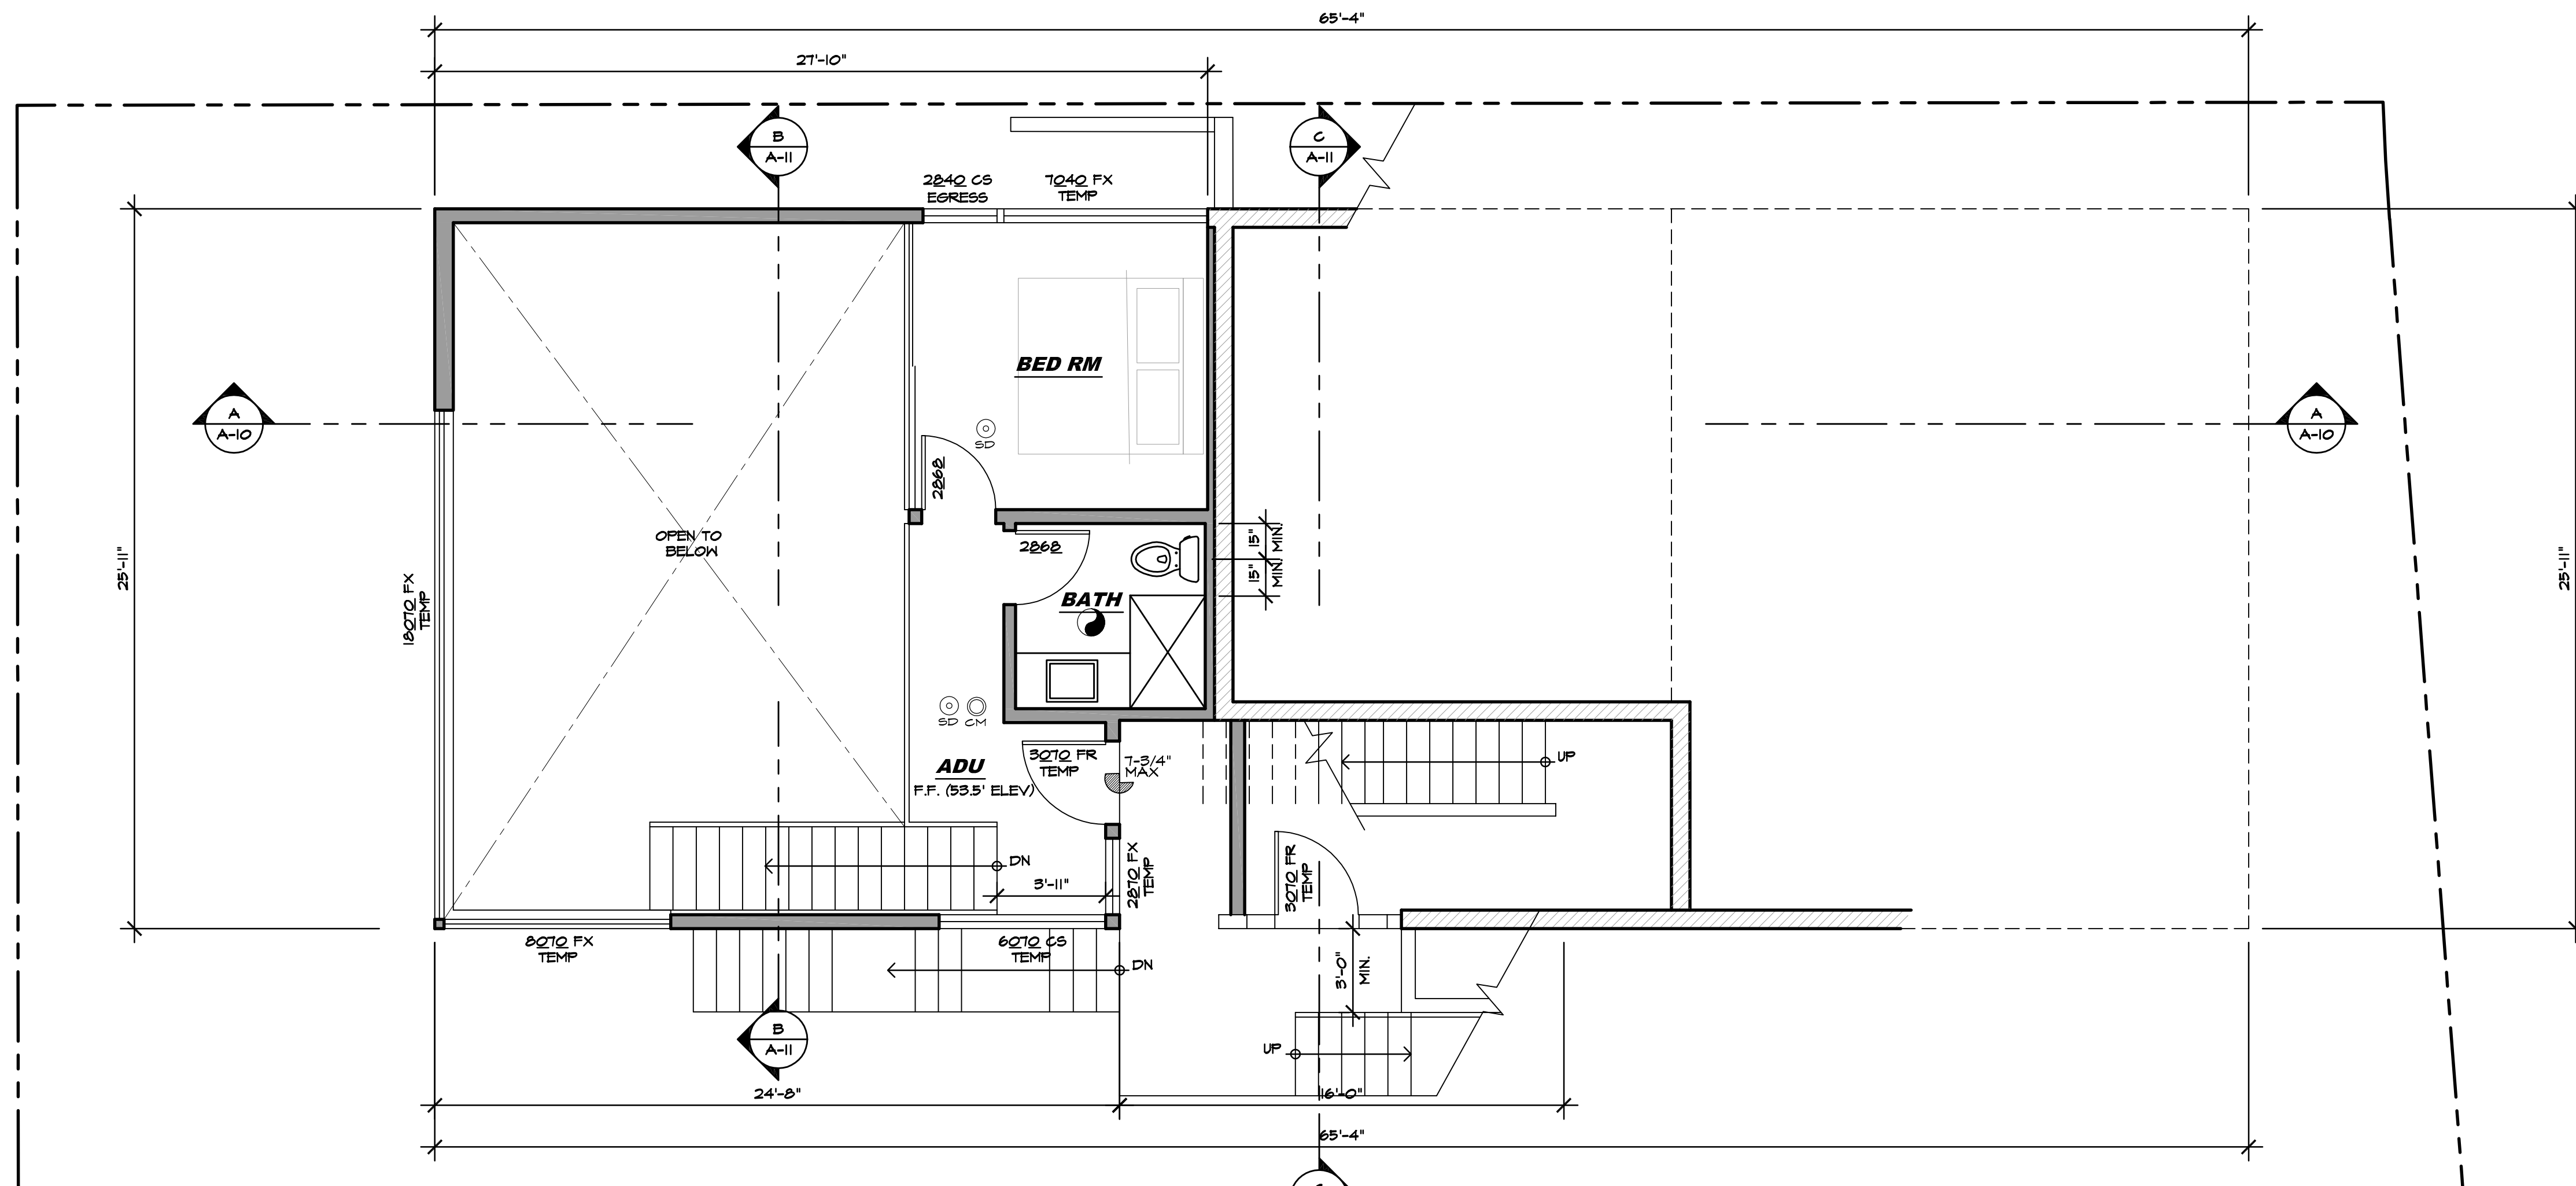 65'-4"
27'-10"
B
A-11
C
A-11
2840 CS
EGRESS
7040 FX
TEMP
BED RM
A
A-10
A
A-10
SD
2868
OPEN TO
BELOW
2868
15"
MIN.
15"
MIN.
25'-11"
25'-11"
18070 FX
TEMP
BATH
SD
CM
3070 FR
TEMP
7-3/4"
MAX
UP
ADU
F.F. (53.5' ELEV)
DN
3'-11"
2870 FX
TEMP
3070 FR
TEMP
8070 FX
TEMP
6070 CS
TEMP
DN
3'-0"
MIN.
B
A-11
UP
24'-8"
16'-0"
65'-4"